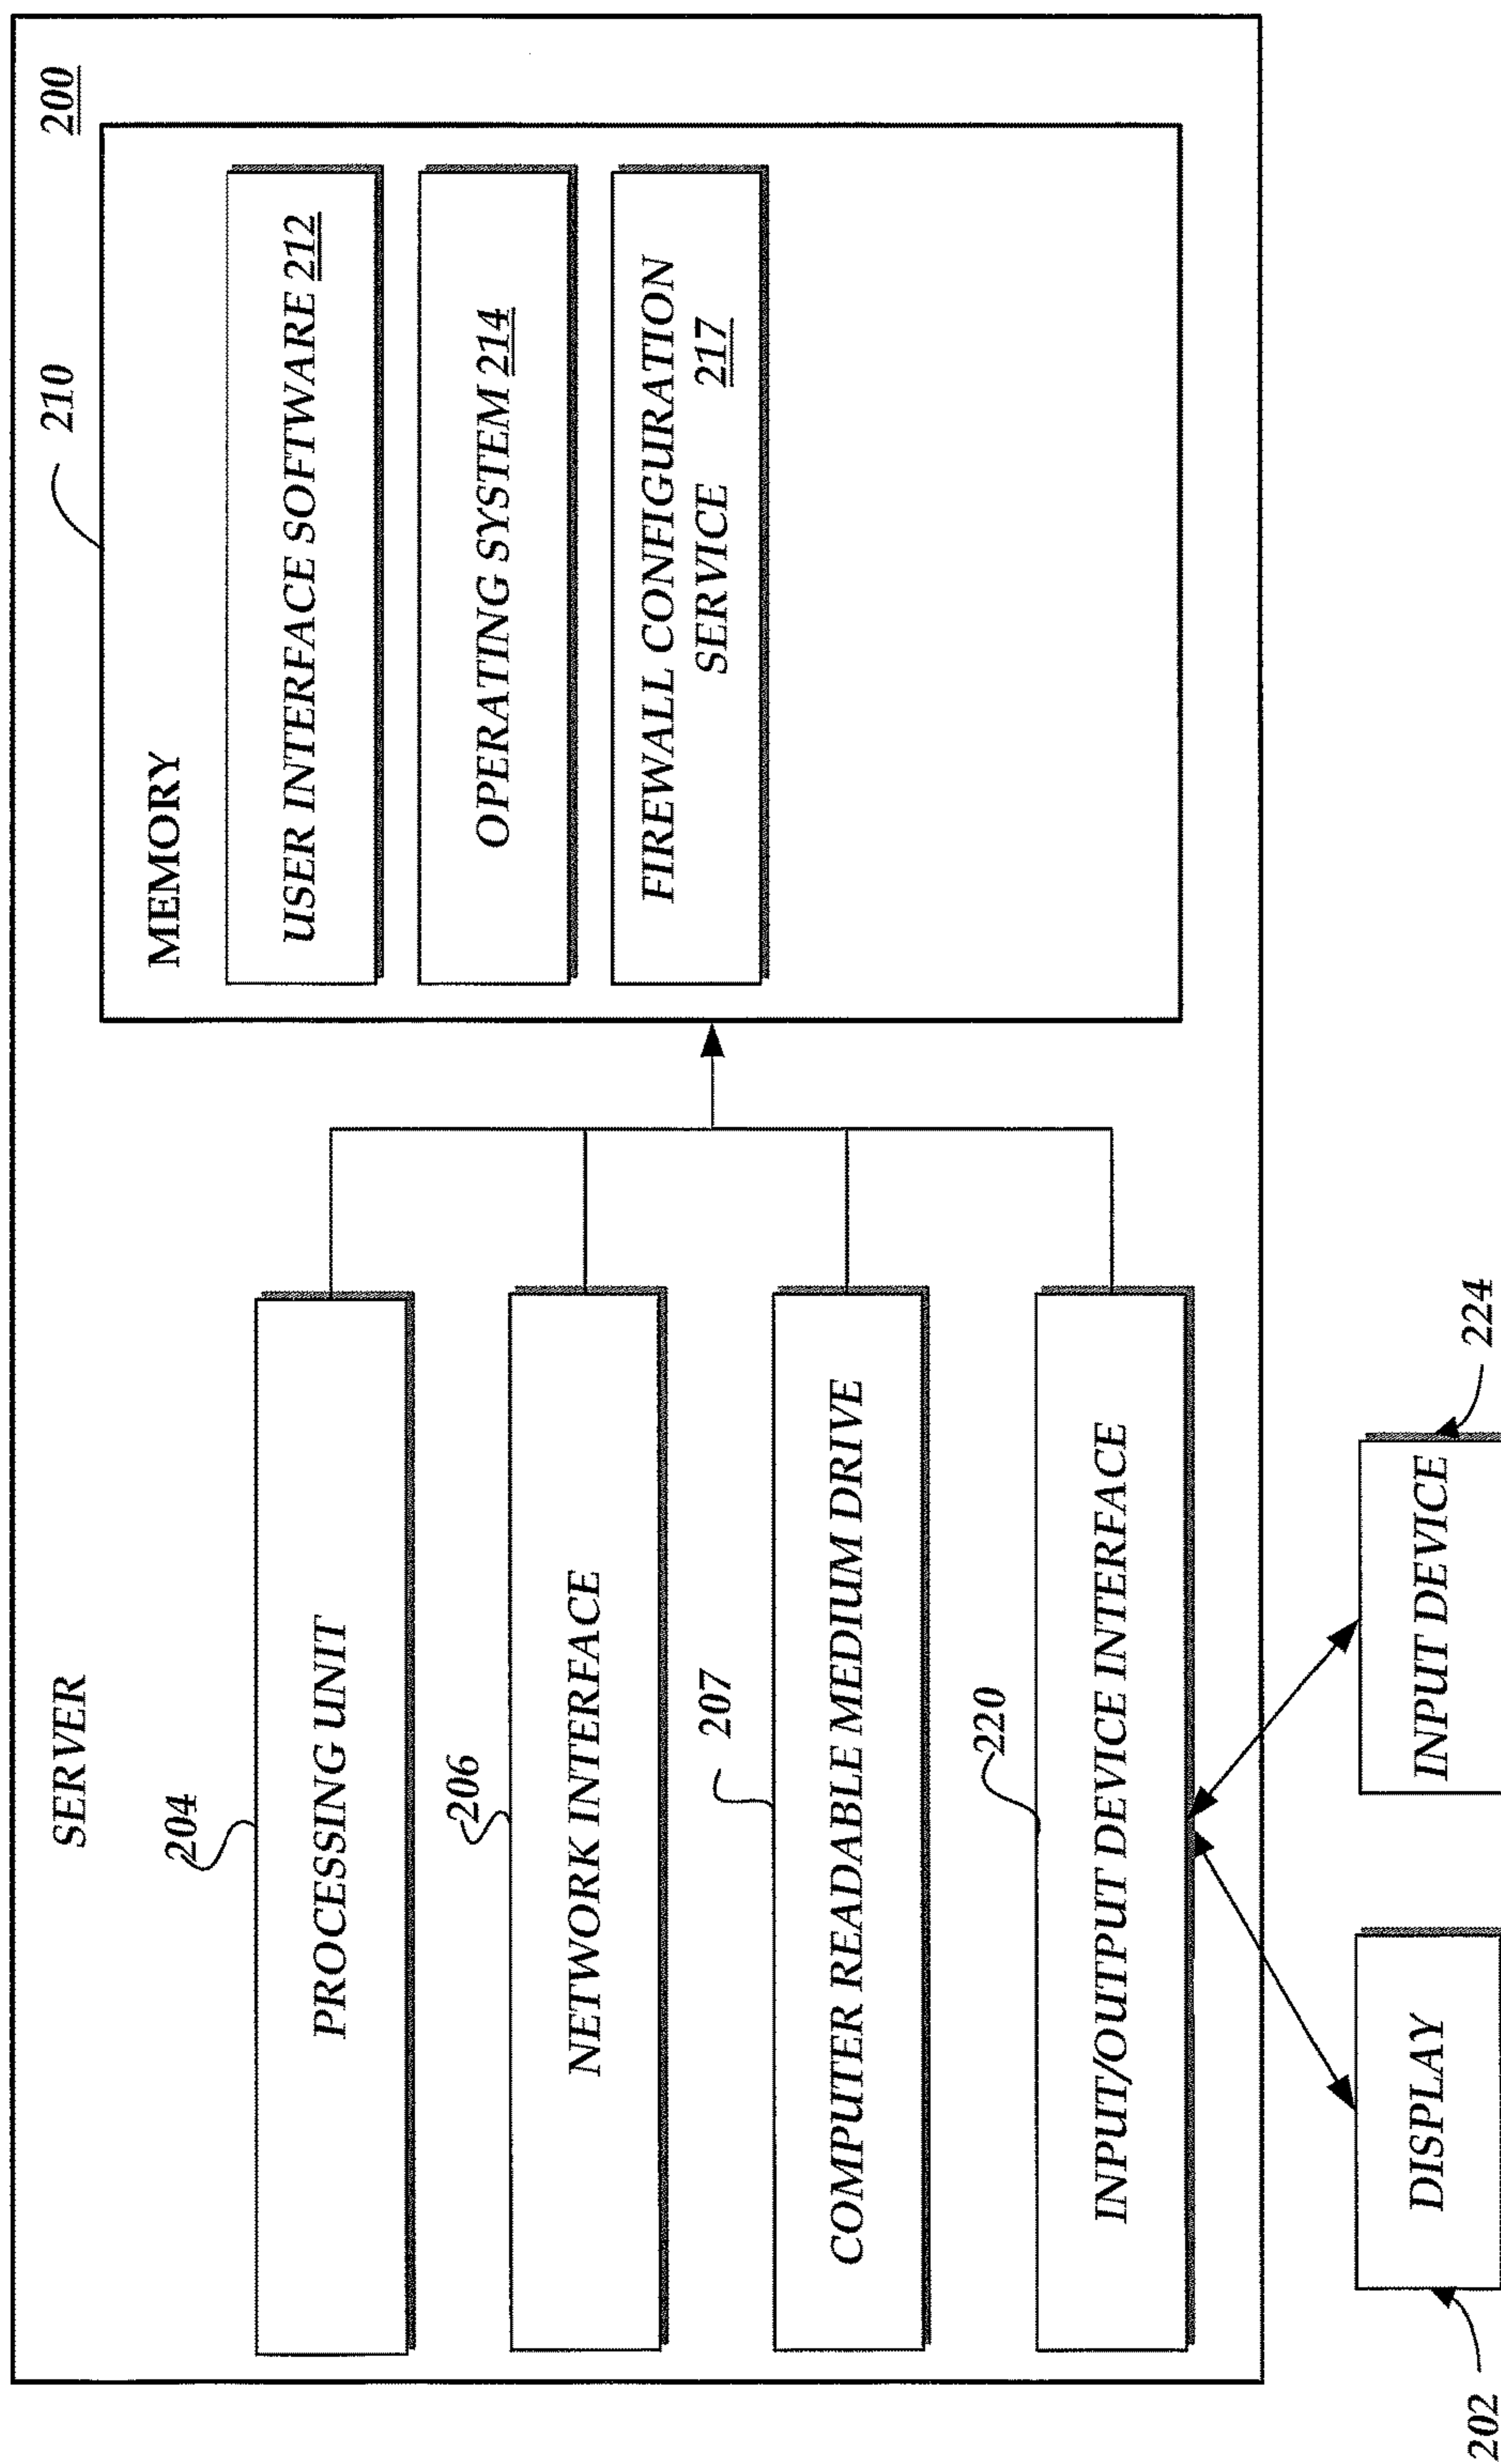 SERVER
200
204
PROCESSING UNIT
206
NETWORK INTERFACE
207
COMPUTER READABLE MEDIUM DRIVE
220
INPUT/OUTPUT DEVICE INTERFACE
210
MEMORY
USER INTERFACE SOFTWARE 212
OPERATING SYSTEM 214
FIREWALL CONFIGURATION
SERVICE 217
202
DISPLAY
INPUT DEVICE
224